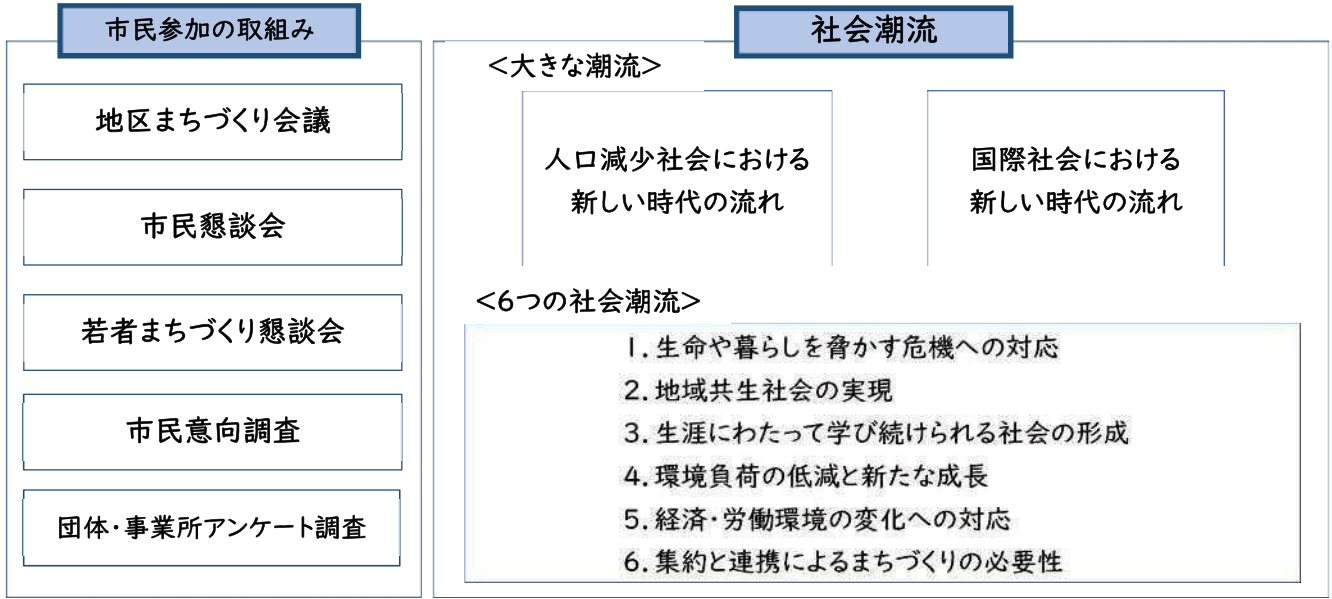 市民参加の取組み
地区まちづくり会議
市民懇談会
若者まちづくり懇談会
市民意向調査
団体・事業所アンケート調査
社会潮流
<大きな潮流>
人口減少社会における
新しい時代の流れ
国際社会における
新しい時代の流れ
<6つの社会潮流>
1.生命や暮らしを脅かす危機への対応
2.地域共生社会の実現
3.生涯にわたって学び続けられる社会の形成
4.環境負荷の低減と新たな成長
5.経済・労働環境の変化への対応
6.集約と連携によるまちづくりの必要性